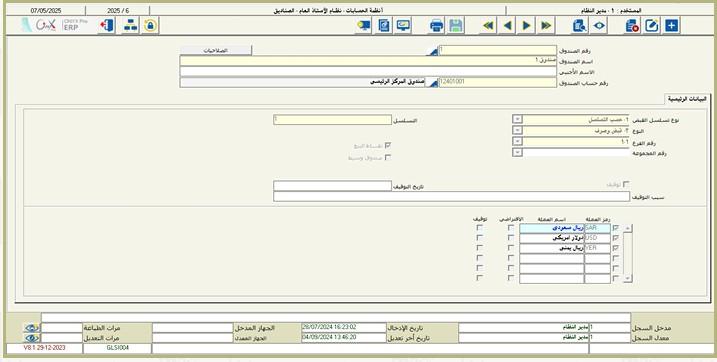 المستخدم : 1 - مدير النظام
أنظمة الحسابات - نظام الأستاذ العام - الصناديق
2025 / 6
07/05/2025
Onyx
ONYX Pro
ERP
رقم الصندوق 1
الصلاحيات
اسم الصندوق صندوق 1
الاسم الأجنبي
رقم حساب الصندوق 12401001 صندوق المركز الرئيسي
البيانات الرئيسية
نوع تسلسل القبض 1- حسب التسلسل
التسلسل 1
النوع 3- قبض وصرف
رقم الفرع 1-1
نقطة البيع
رقم المجموعة
صندوق وسيط
توقيف
تاريخ التوقيف
سبب التوقيف
رمز العملة اسم العملة الإفتراضي توقيف
SAR ريال سعودي
USD دولار امريكي
YER ريال يمني
مدخل السجل 1 مدير النظام
تاريخ الإدخال 28/07/2024 16:23:02
الجهاز المدخل
مرات الطباعة
معدل السجل 1 مدير النظام
تاريخ أخر تعديل 04/09/2024 13:46:20
الجهاز المعدل
مرات التعديل
GLSI004
V8.1 29-12-2023